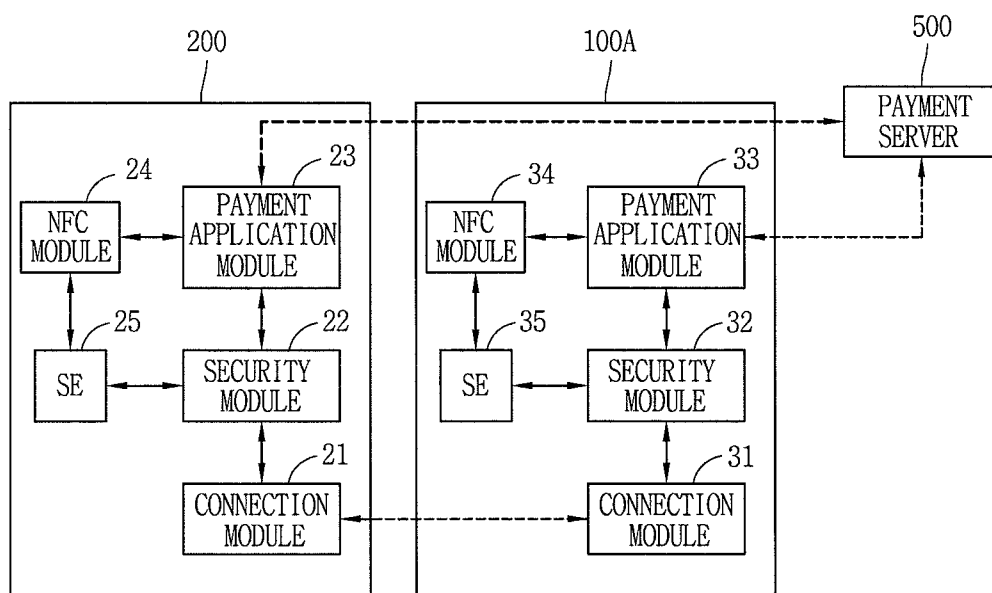 200
100A
500
PAYMENT
SERVER
24
23
34
33
NFC
MODULE
PAYMENT
APPLICATION
MODULE
NFC
MODULE
PAYMENT
APPLICATION
MODULE
25
22
35
32
SE
SECURITY
MODULE
SE
SECURITY
MODULE
21
31
CONNECTION
MODULE
CONNECTION
MODULE